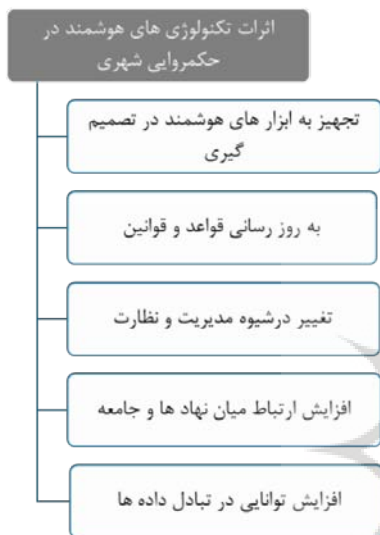 اثرات تکنولوژی های هوشمند در
حکمروایی شهری
تجهیز به ابزار های هوشمند در تصمیم
گیری
به روز رسانی قواعد و قوانین
تغییر درشیوه مدیریت و نظارت
افزایش ارتباط میان نهاد ها و جامعه
افزایش توانایی در تبادل داده ها